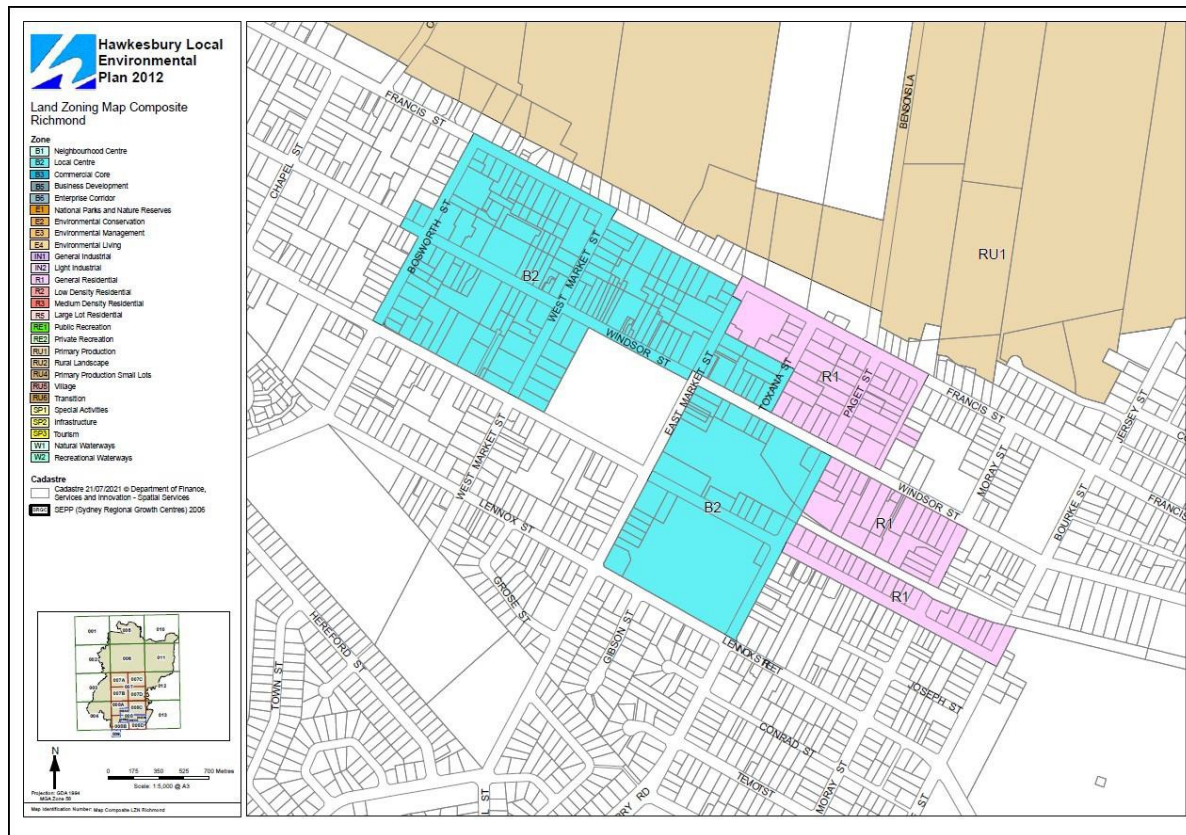 Hawkesbury Local
Environmental
Plan 2012
Land Zoning Map Composite
Richmond
Zone
B1 Neighbourhood Centre
B2 Local Centre
B3 Commercial Core
B5 Business Development
B6 Enterprise Corridor
E1 National Parks and Nature Reserves
E2 Environmental Conservation
E3 Environmental Management
E4 Environmental Living
IN1 General Industrial
IN2 Light Industrial
R1 General Residential
R2 Low Density Residential
R3 Medium Density Residential
R5 Large Lot Residential
RE1 Public Recreation
RE2 Private Recreation
RU1 Primary Production
RU2 Rural Landscape
RU4 Primary Production Small Lots
RU5 Village
RU6 Transition
SP1 Special Activities
SP2 Infrastructure
SP3 Tourism
W1 Natural Waterways
W2 Recreational Waterways
Cadastre
Cadastre 21/07/2021 © Department of Finance,
Services and Innovation - Spatial Services
SEPP (Sydney Regional Growth Centres) 2006
N
0 175 350 525 700 Metres
Scale: 1:5,000 @ A3
Projection: GDA 1994
MGA Zone 56
Map Identification Number: Map Composite LZN Richmond
FRANCIS ST
CHAPEL ST
BOSWORTH ST
WEST MARKET ST
B2
WINDSOR ST
EAST MARKET ST
TOXANA ST
R1
PAGET ST
BENSONS LA
RU1
FRANCIS ST
JERSEY ST
MORAY ST
WINDSOR ST
BOURKE ST
FRANCIS ST
WEST MARKET ST
LENNOX ST
B2
R1
R1
GROSE ST
HEREFORD ST
GIBSON ST
LENNOX STREET
JOSEPH ST
TOWN ST
CONRAD ST
MORAY ST
L ST
RRY RD
ST